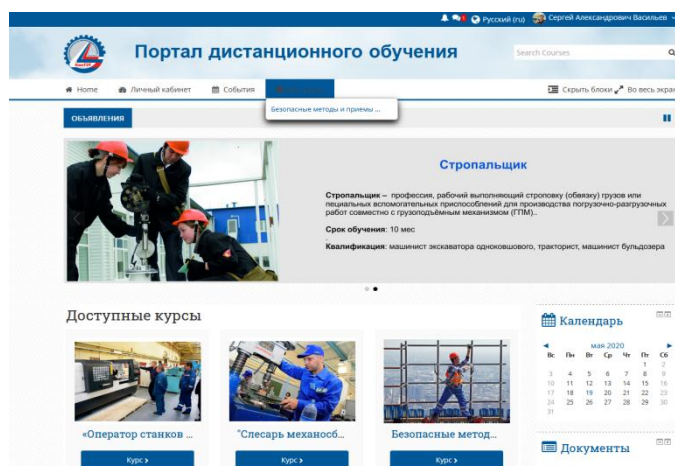 Русский (ru) Сергей Александрович Васильев
Портал дистанционного обучения
Search Courses
Home Личный кабинет События
Скрыть блоки Во весь экран
Безопасные методы и приемы ...
ОБЪЯВЛЕНИЯ
Стропальщик
Стропальщик – профессия, рабочий выполняющий строповку (обвязку) грузов или
пециальных вспомогательных приспособлений для производства погрузочно-разгрузочных
работ совместно с грузоподъёмным механизмом (ГПМ)..
Срок обучения: 10 мес
Квалификация: машинист экскаватора одноковшового, тракторист, машинист бульдозера
Доступные курсы
«Оператор станков ...
"Слесарь механосб...
Безопасные метод...
Курс
Курс
Курс
Календарь
мая 2020
Вс Пн Вт Ср Чт Пт Сб
1 2
3 4 5 6 7 8 9
10 11 12 13 14 15 16
17 18 19 20 21 22 23
24 25 26 27 28 29 30
31
Документы